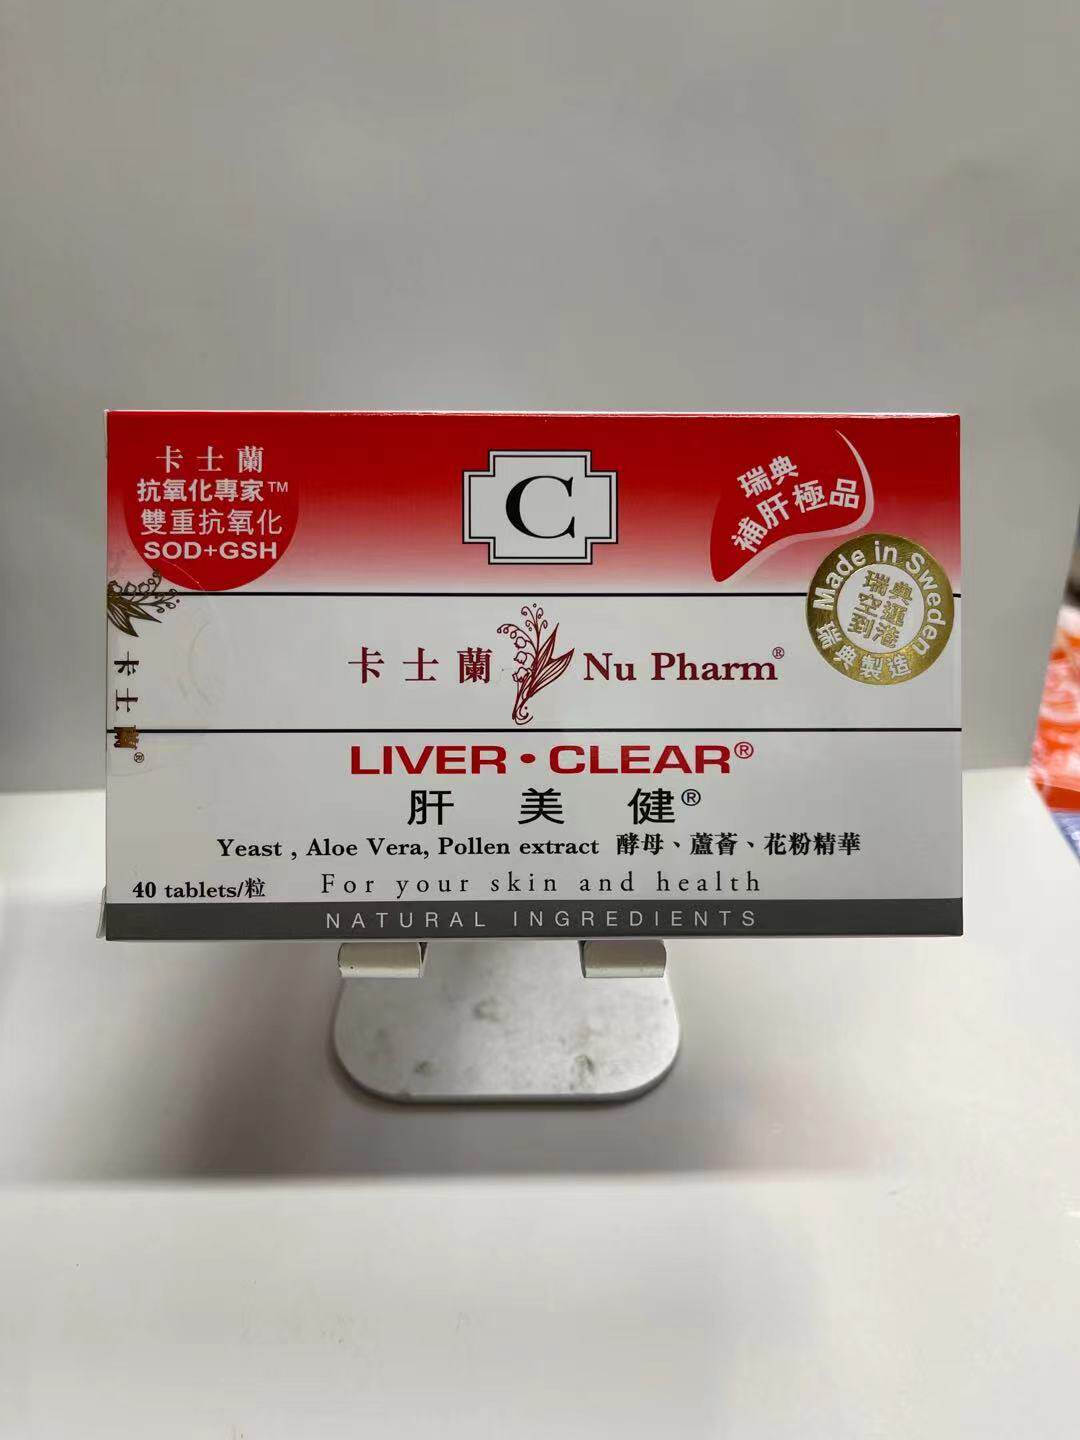 卡士蘭
抗氧化專家™
雙重抗氧化
SOD+GSH
C
瑞典
補肝極品
Made in Sweden
瑞典
空運
到港
瑞典製造
卡士蘭®
卡士蘭 Nu Pharm®
LIVER•CLEAR®
肝美健®
Yeast , Aloe Vera, Pollen extract 酵母、蘆薈、花粉精華
40 tablets/粒 For your skin and health
NATURAL INGREDIENTS